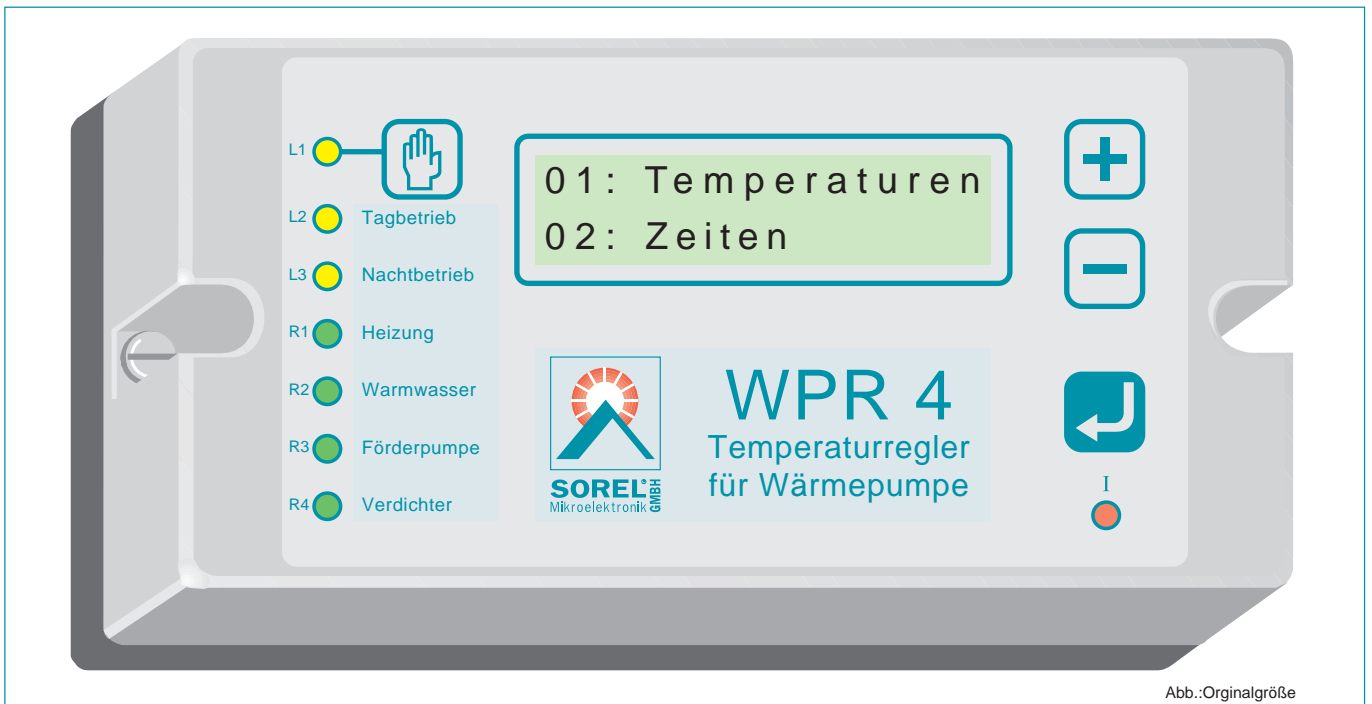 L1
L2 Tagbetrieb
L3 Nachtbetrieb
R1 Heizung
R2 Warmwasser
R3 Förderpumpe
R4 Verdichter
01: Temperaturen
02: Zeiten
SOREL® GMBH
Mikroelektronik
WPR 4
Temperaturregler
für Wärmepumpe
+
−
I
Abb.:Orginalgröße